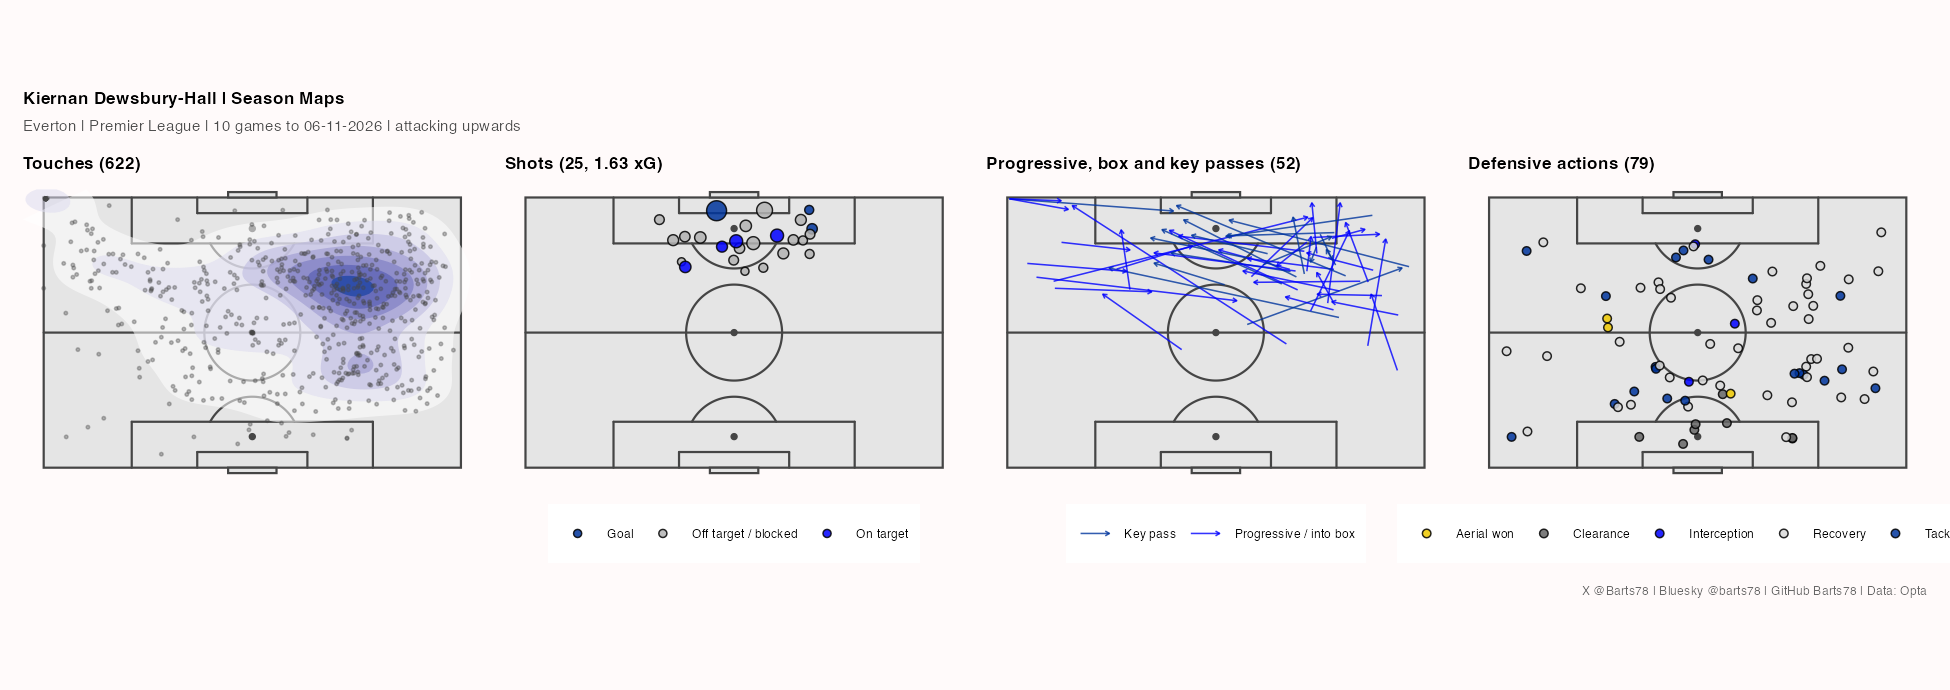 Kiernan Dewsbury-Hall | Season Maps
Everton | Premier League | 10 games to 06-11-2026 | attacking upwards
Touches (622)
Shots (25, 1.63 xG)
Progressive, box and key passes (52)
Defensive actions (79)
Goal
Off target / blocked
On target
Key pass
Progressive / into box
Aerial won
Clearance
Interception
Recovery
Tack
X @Barts78 | Bluesky @barts78 | GitHub Barts78 | Data: Opta